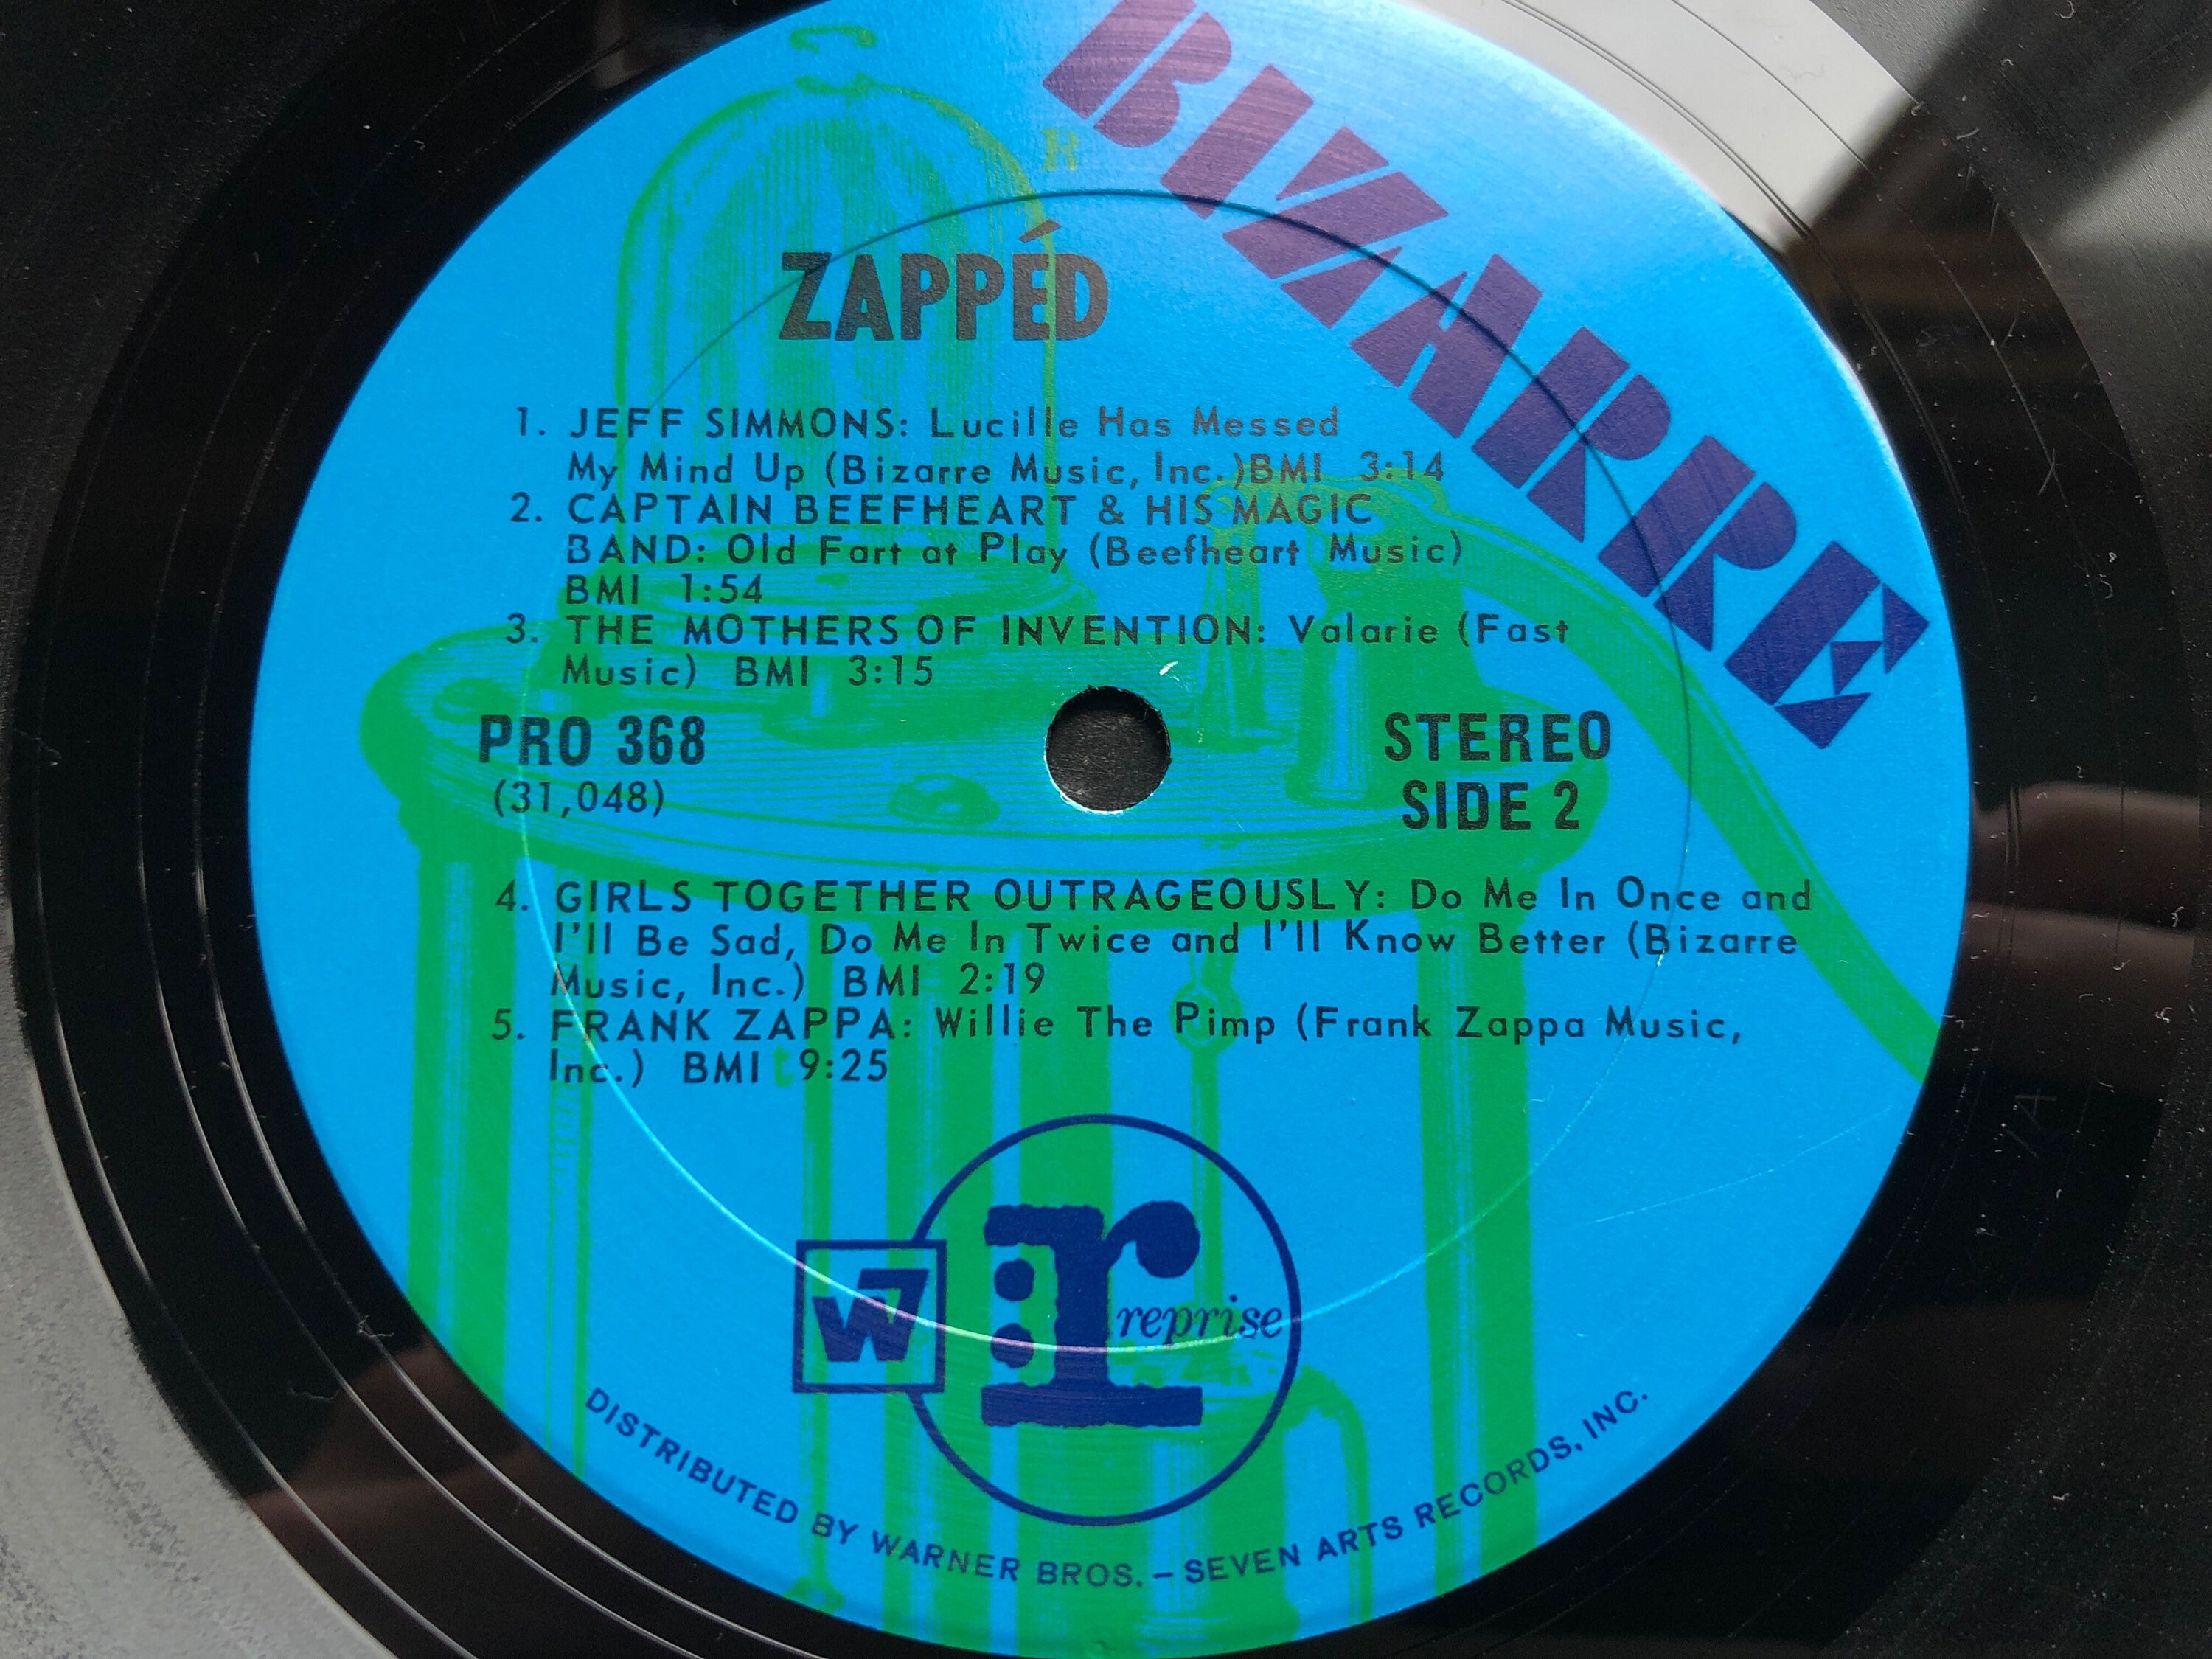 BIZARRE
R
ZAPPÉD
1. JEFF SIMMONS: Lucille Has Messed
My Mind Up (Bizarre Music, Inc.)BMI 3:14
2. CAPTAIN BEEFHEART & HIS MAGIC
BAND: Old Fart at Play (Beefheart Music)
BMI 1:54
3. THE MOTHERS OF INVENTION: Valarie (Fast
Music) BMI 3:15
PRO 368
(31,048)
STEREO
SIDE 2
4. GIRLS TOGETHER OUTRAGEOUSLY: Do Me In Once and
I'll Be Sad, Do Me In Twice and I'll Know Better (Bizarre
Music, Inc.) BMI 2:19
5. FRANK ZAPPA: Willie The Pimp (Frank Zappa Music,
Inc.) BMI 9:25
W7
r: reprise
DISTRIBUTED BY WARNER BROS. – SEVEN ARTS RECORDS, INC.